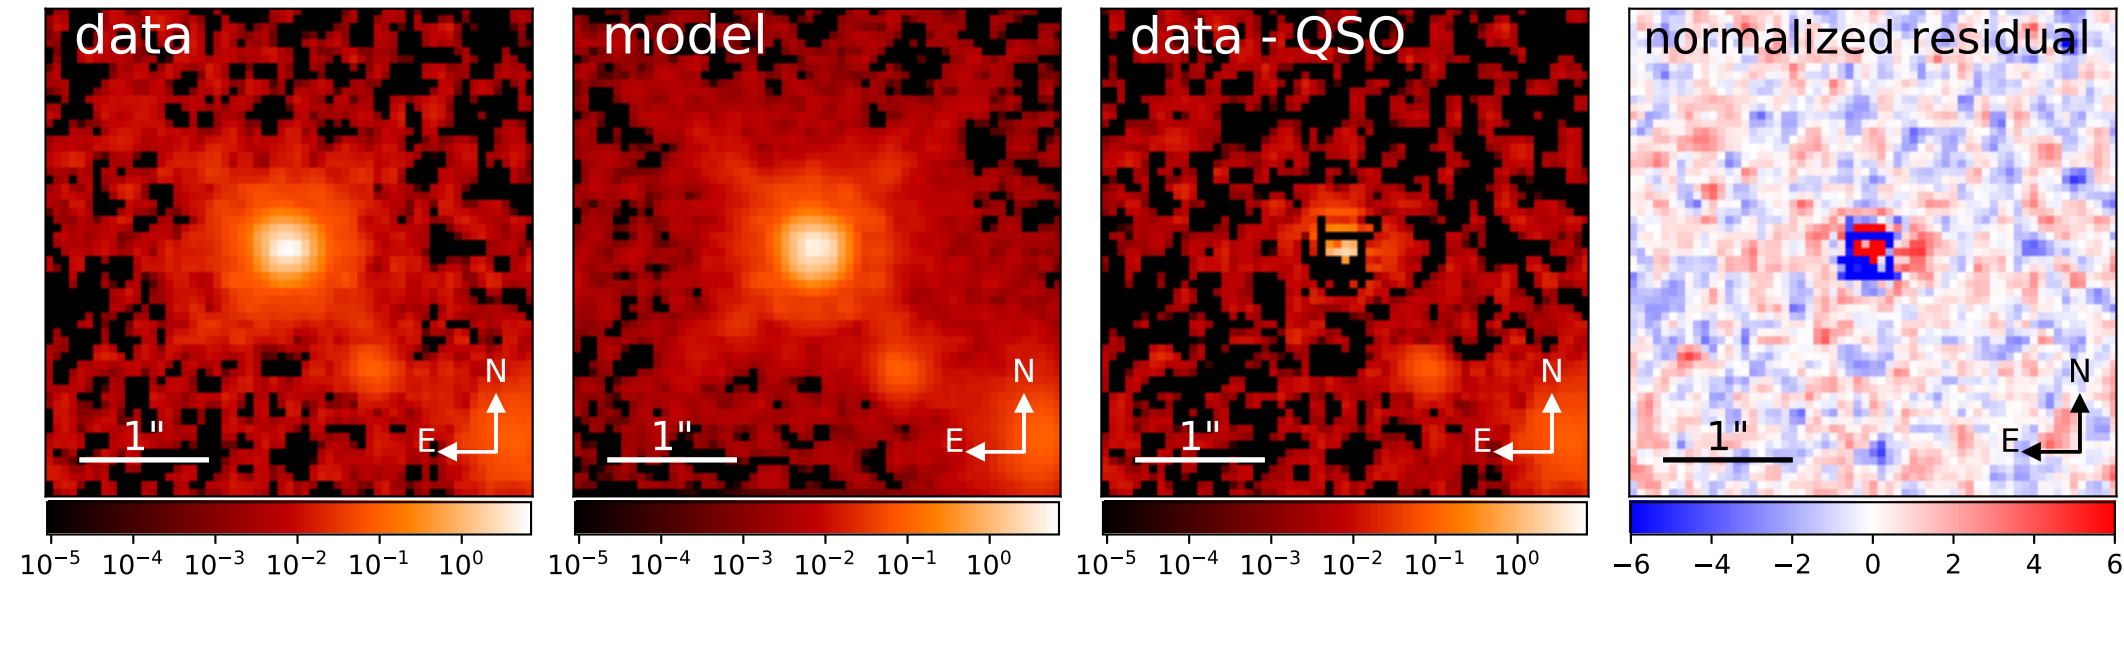 data model data - QSO normalized residual
N N N N
1" E 1" E 1" E 1" E
10⁻⁵ 10⁻⁴ 10⁻³ 10⁻² 10⁻¹ 10⁰ 10⁻⁵ 10⁻⁴ 10⁻³ 10⁻² 10⁻¹ 10⁰ 10⁻⁵ 10⁻⁴ 10⁻³ 10⁻² 10⁻¹ 10⁰ −6 −4 −2 0 2 4 6